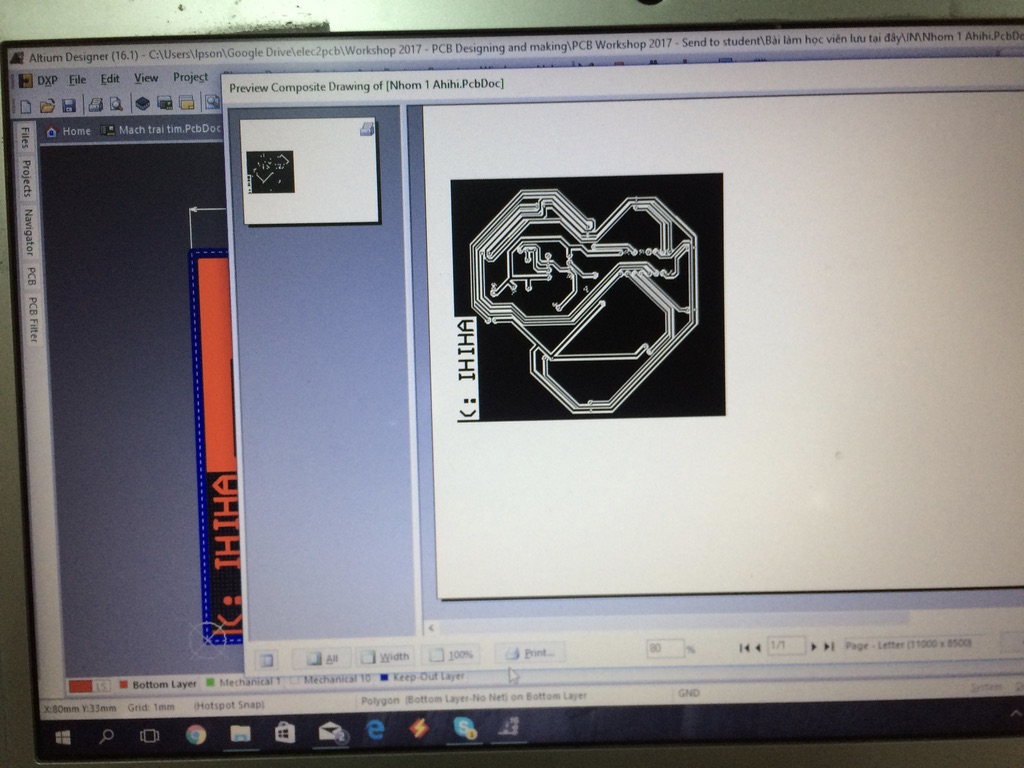 Altium Designer (16.1) - C:\Users\Ipson\Google Drive\elec2pcb\Workshop 2017 - PCB Designing and making\PCB Workshop 2017 - Send to student\Bài làm học viên lưu tại đây\IN\Nhom 1 Ahihi.PcbDoc
DXP File Edit View Project
Preview Composite Drawing of [Nhom 1 Ahihi.PcbDoc]
Home Mach trai tim.PcbDoc
Files
Projects
Navigator
PCB
PCB Filter
K: IHIHA
K: IHIHA
All Width 100% Print... 80 % 1/1 Page - Letter (11000 x 8500)
LS Bottom Layer Mechanical 1 Mechanical 10 Keep-Out Layer
X:80mm Y:33mm Grid: 1mm (Hotspot Snap) Polygon (Bottom Layer-No Net) on Bottom Layer GND System